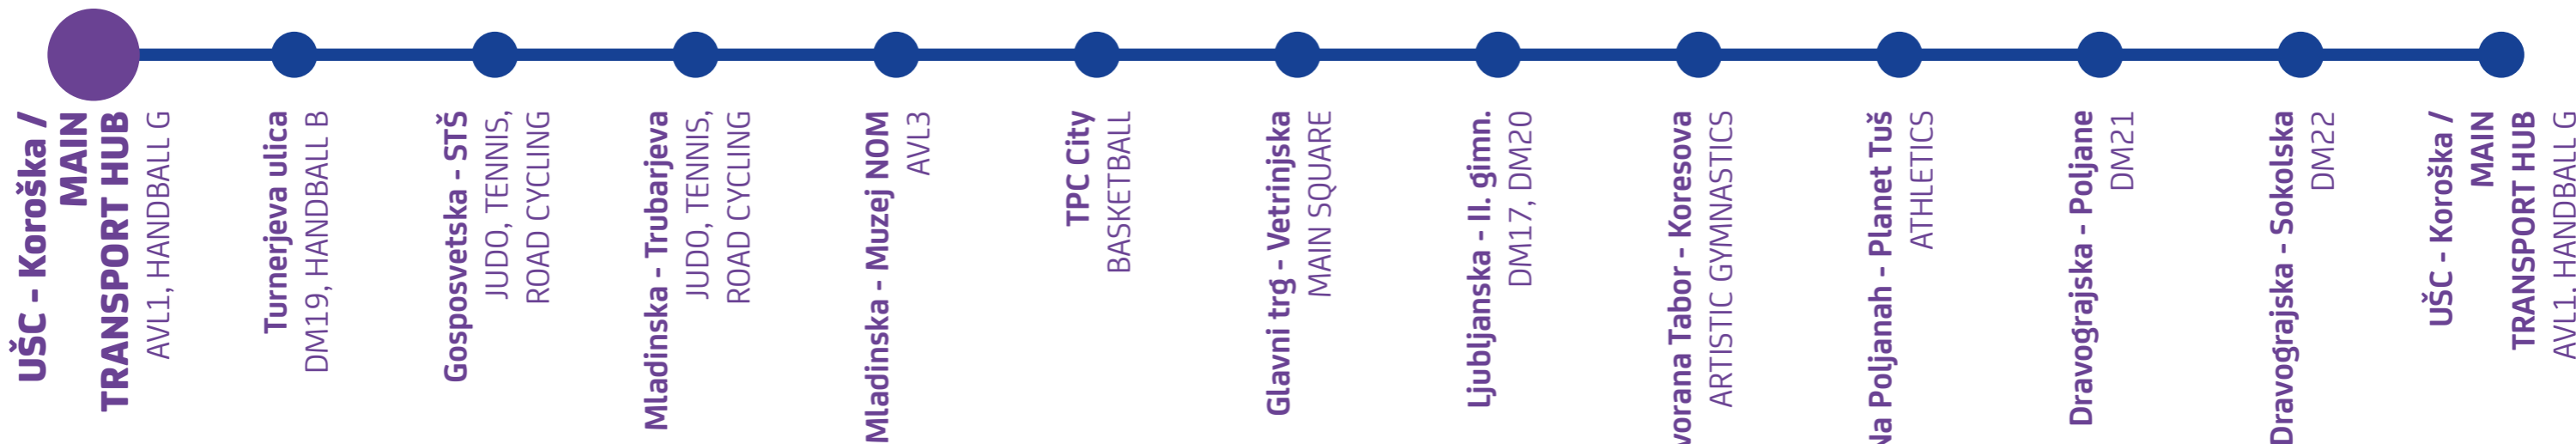 UŠC - Koroška /
MAIN
TRANSPORT HUB
AVL1, HANDBALL G
Turnerjeva ulica
DM19, HANDBALL B
Gosposvetska - STŠ
JUDO, TENNIS,
ROAD CYCLING
Mladinska - Trubarjeva
JUDO, TENNIS,
ROAD CYCLING
Mladinska - Muzej NOM
AVL3
TPC City
BASKETBALL
Glavni trg - Vetrinjska
MAIN SQUARE
Ljubljanska - II. gimn.
DM17, DM20
vorana Tabor - Koresova
ARTISTIC GYMNASTICS
Na Poljanah - Planet Tuš
ATHLETICS
Dravograjska - Poljane
DM21
Dravograjska - Sokolska
DM22
UŠC - Koroška /
MAIN
TRANSPORT HUB
AVL1, HANDBALL G